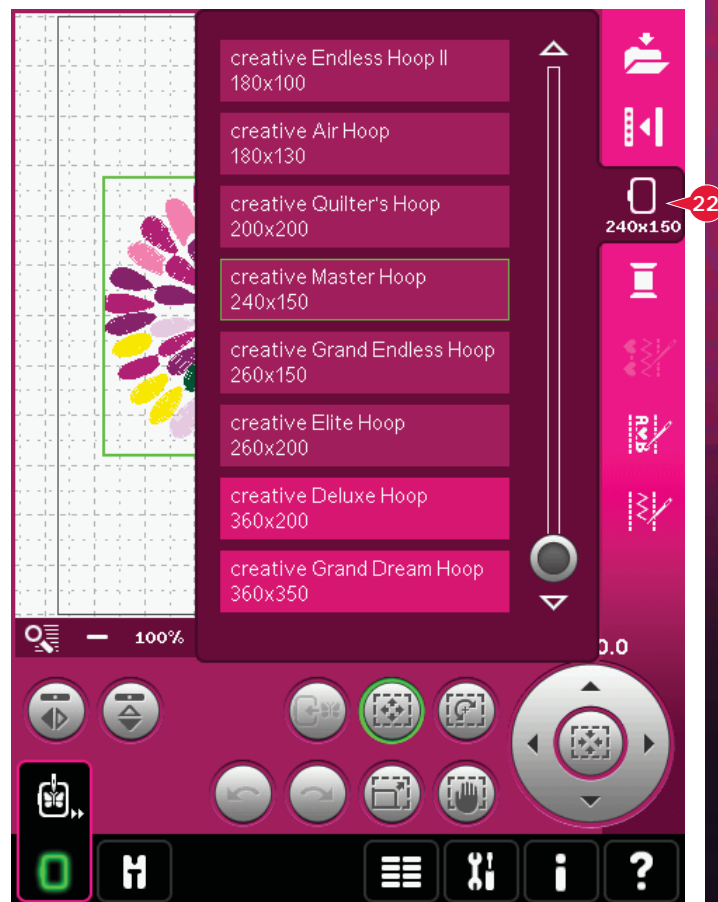 creative Endless Hoop II
180x100
creative Air Hoop
180x130
creative Quilter's Hoop
200x200
creative Master Hoop
240x150
creative Grand Endless Hoop
260x150
creative Elite Hoop
260x200
creative Deluxe Hoop
360x200
creative Grand Dream Hoop
360x350
240x150
22
100%
0.0